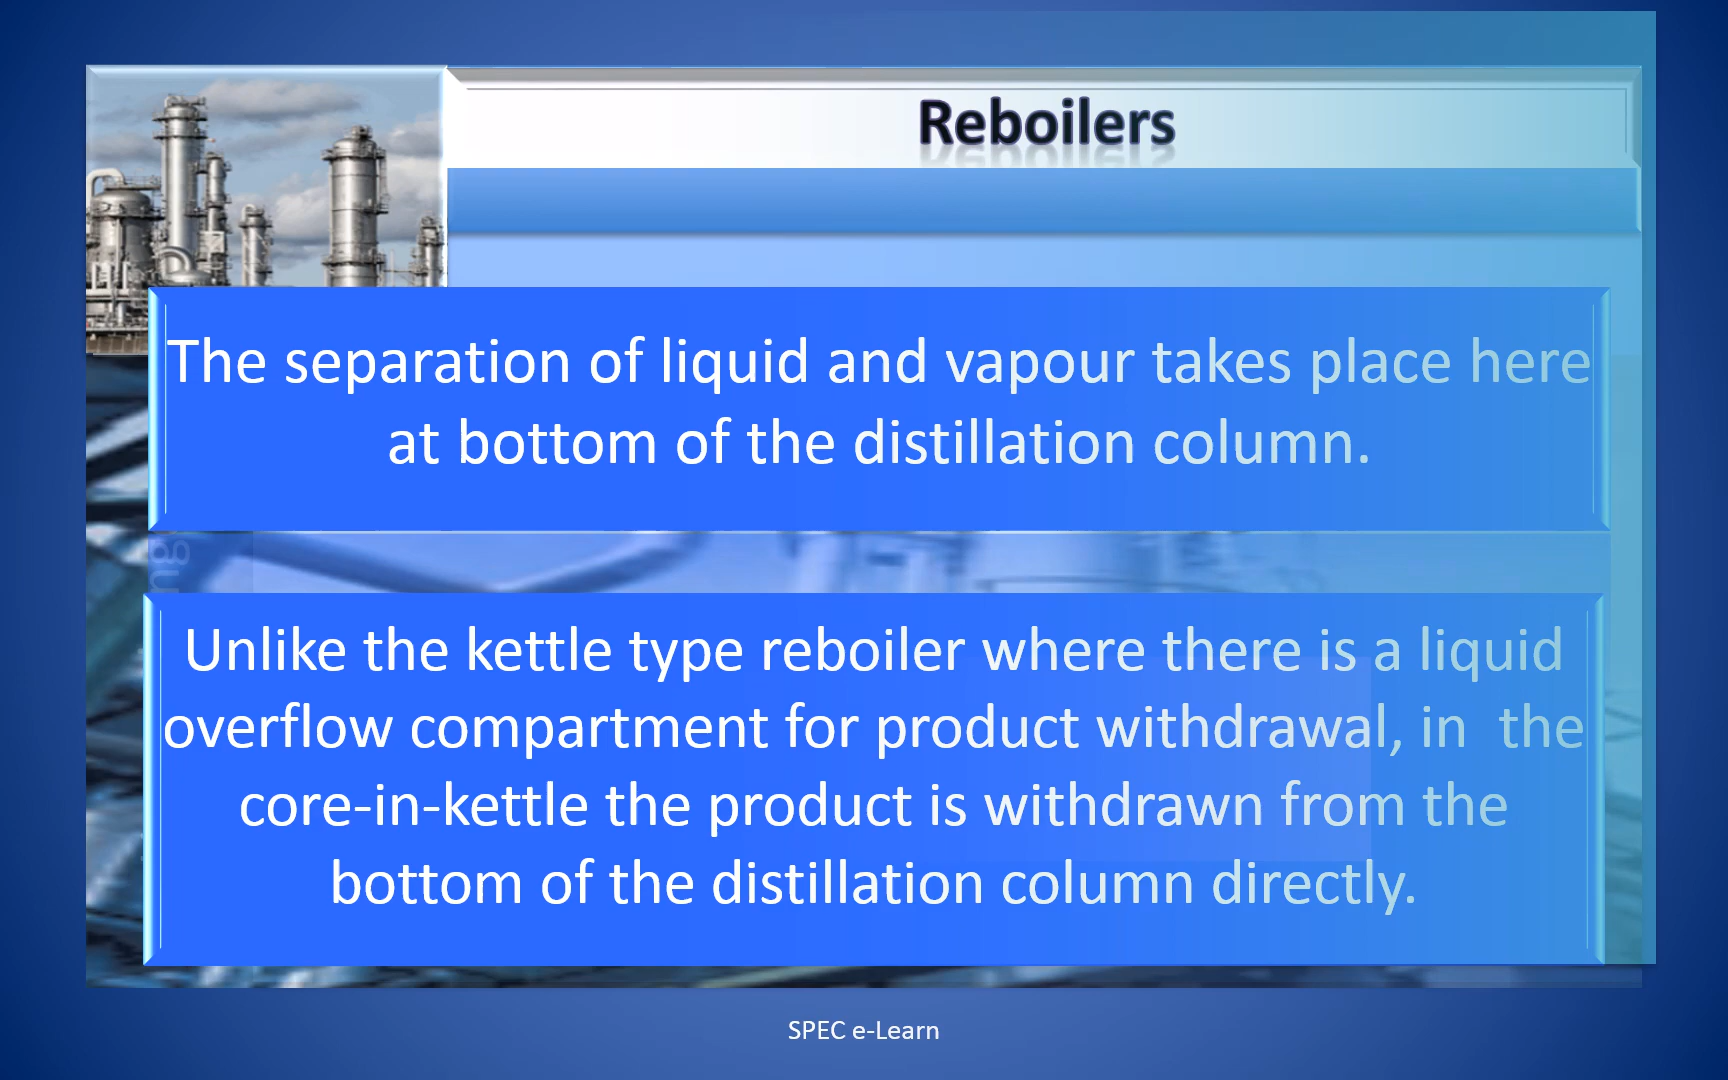 Reboilers
The separation of liquid and vapour takes place here
at bottom of the distillation column.
Unlike the kettle type reboiler where there is a liquid
overflow compartment for product withdrawal, in  the
core-in-kettle the product is withdrawn from the
bottom of the distillation column directly.
SPEC e-Learn